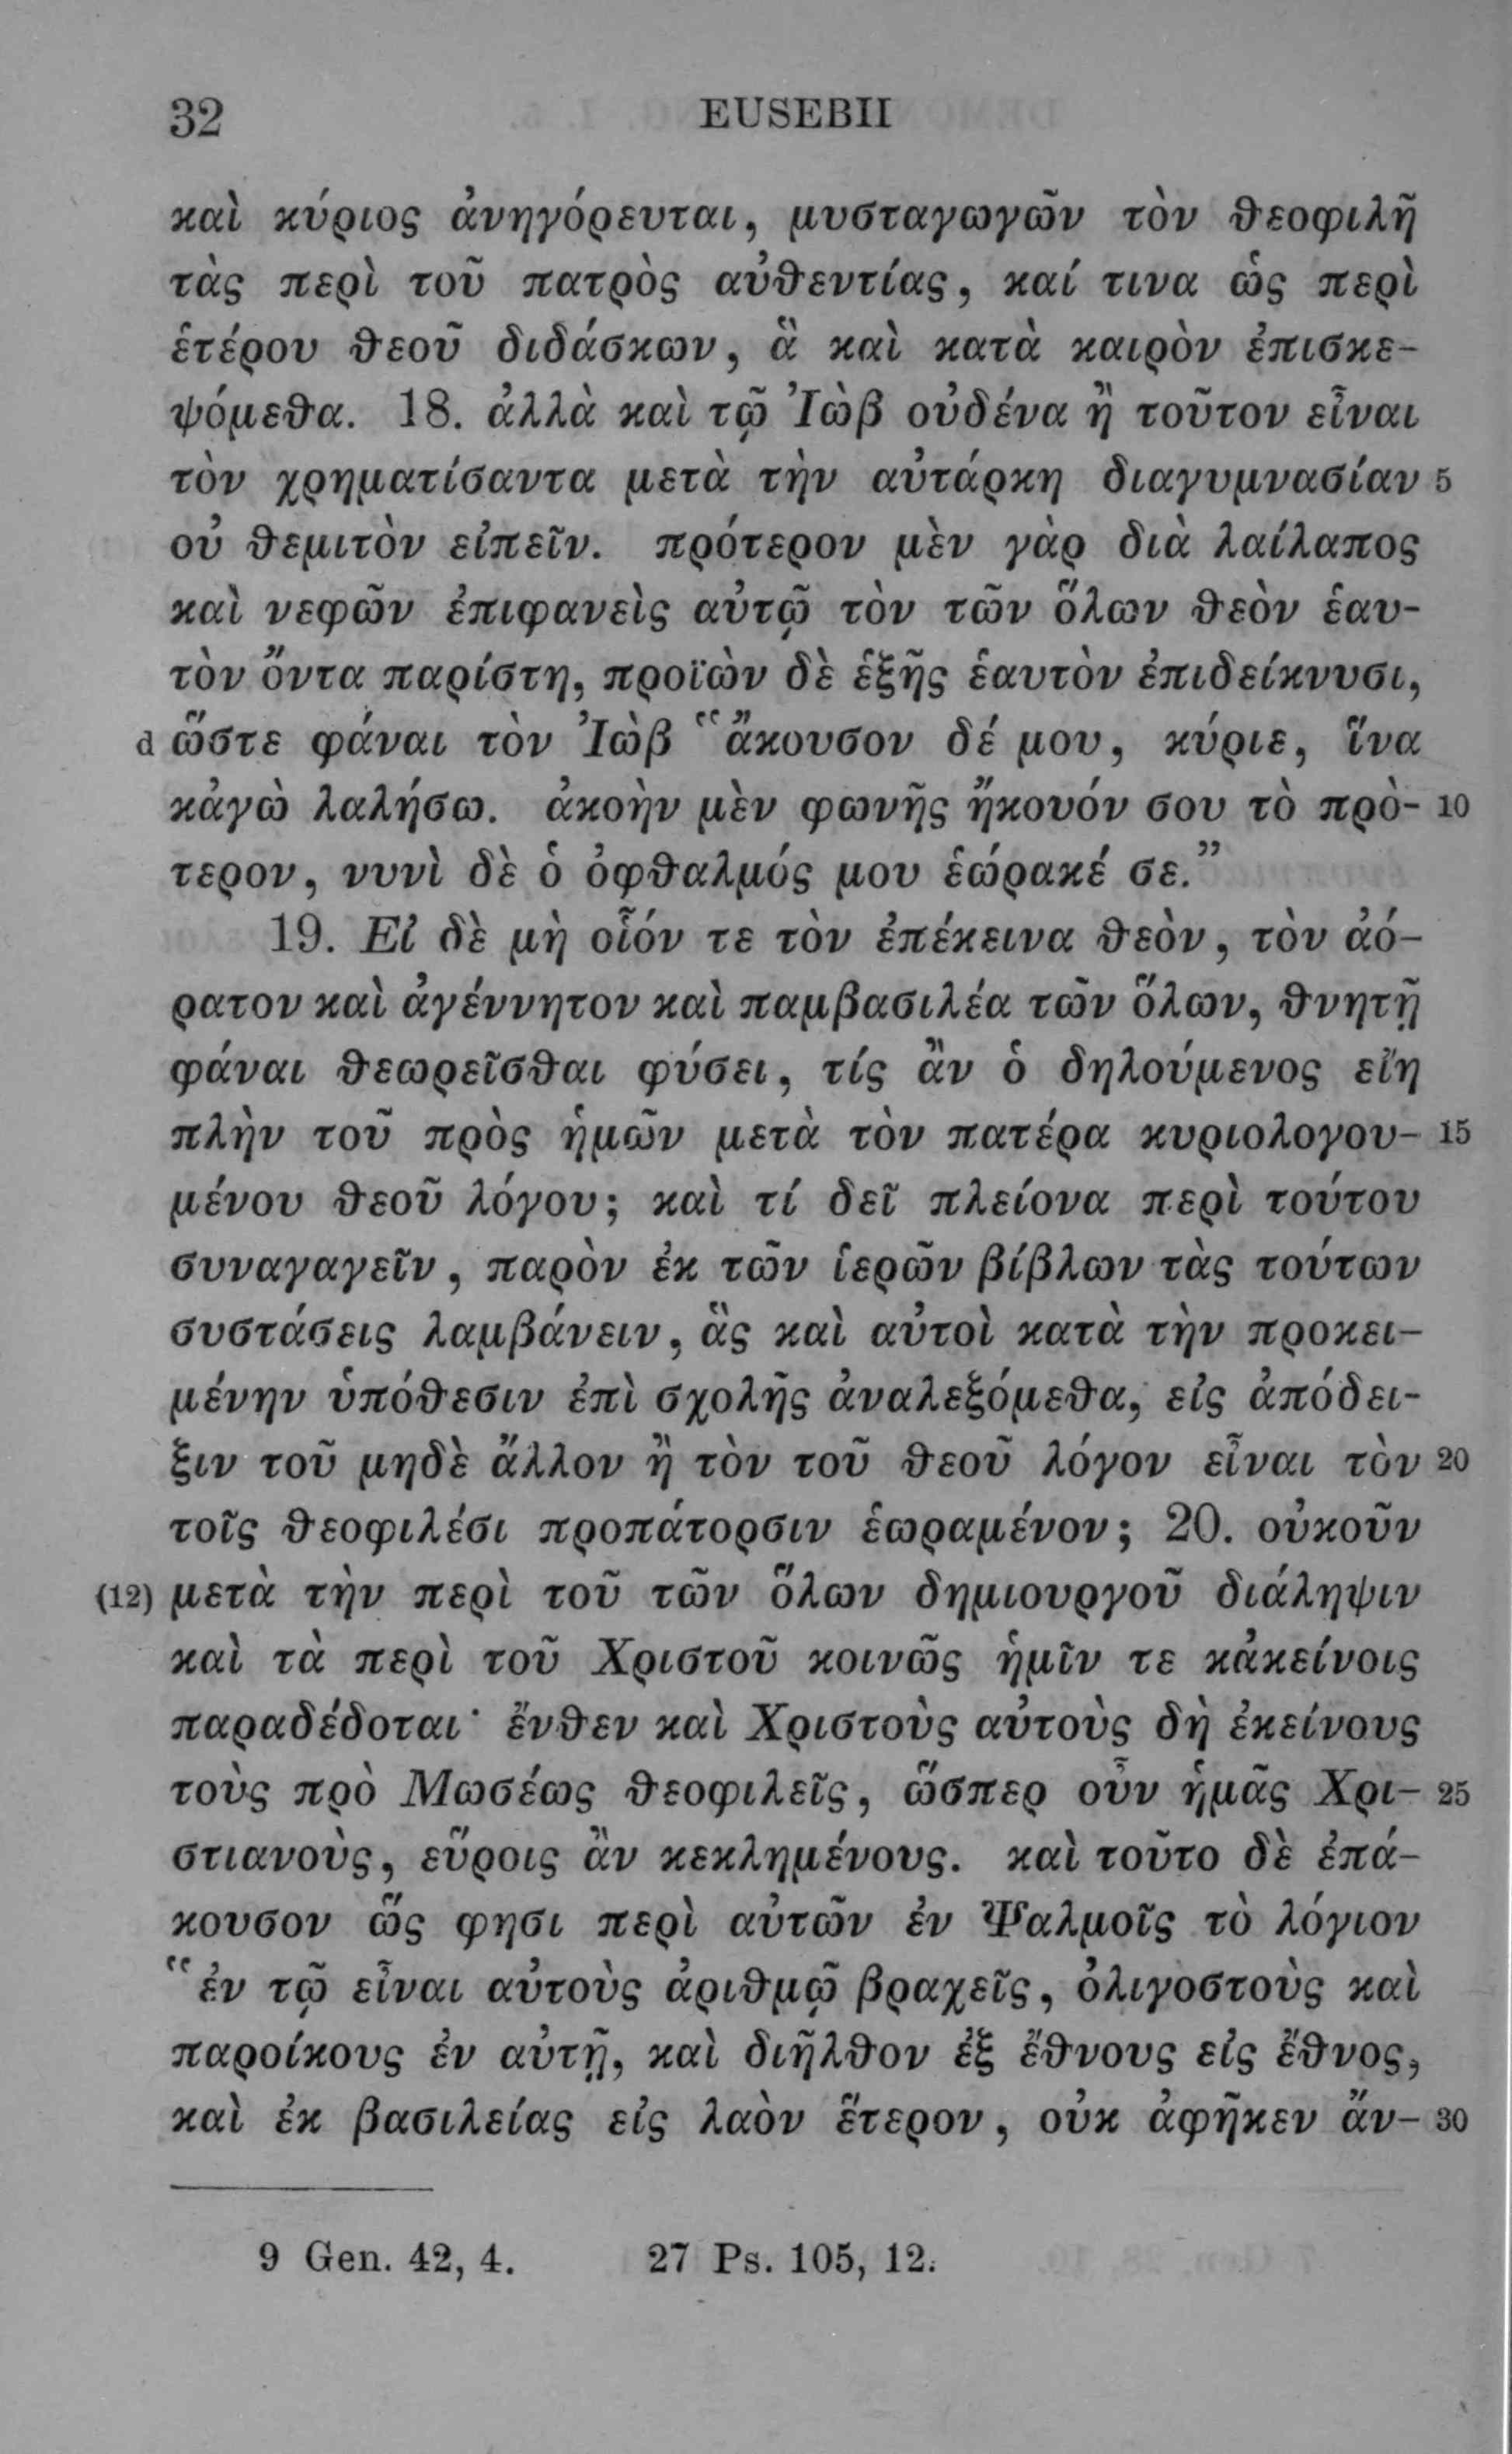 32 EUSEBII
καὶ κύριος ἀνηγόρευται, μυσταγωγῶν τὸν θεοφιλῆ
τὰς περὶ τοῦ πατρὸς αὐθεντίας, καί τινα ὡς περὶ
ἑτέρου θεοῦ διδάσκων, ἃ καὶ κατὰ καιρὸν ἐπισκε-
ψόμεθα. 18. ἀλλὰ καὶ τῷ Ἰὼβ οὐδένα ἢ τοῦτον εἶναι
τὸν χρηματίσαντα μετὰ τὴν αὐτάρκη διαγυμνασίαν 5
οὐ θεμιτὸν εἰπεῖν. πρότερον μὲν γὰρ διὰ λαίλαπος
καὶ νεφῶν ἐπιφανεὶς αὐτῷ τὸν τῶν ὅλων θεὸν ἑαυ-
τὸν ὄντα παρίστη, προϊὼν δὲ ἑξῆς ἑαυτὸν ἐπιδείκνυσι,
d ὥστε φάναι τὸν Ἰὼβ “ἄκουσον δέ μου, κύριε, ἵνα
κἀγὼ λαλήσω. ἀκοὴν μὲν φωνῆς ἤκουόν σου τὸ πρό- 10
τερον, νυνὶ δὲ ὁ ὀφθαλμός μου ἑώρακέ σε.”
19. Εἰ δὲ μὴ οἷόν τε τὸν ἐπέκεινα θεὸν, τὸν ἀό-
ρατον καὶ ἀγέννητον καὶ παμβασιλέα τῶν ὅλων, θνητῇ
φάναι θεωρεῖσθαι φύσει, τίς ἂν ὁ δηλούμενος εἴη
πλὴν τοῦ πρὸς ἡμῶν μετὰ τὸν πατέρα κυριολογου- 15
μένου θεοῦ λόγου; καὶ τί δεῖ πλείονα περὶ τούτου
συναγαγεῖν, παρὸν ἐκ τῶν ἱερῶν βίβλων τὰς τούτων
συστάσεις λαμβάνειν, ἃς καὶ αὐτοὶ κατὰ τὴν προκει-
μένην ὑπόθεσιν ἐπὶ σχολῆς ἀναλεξόμεθα, εἰς ἀπόδει-
ξιν τοῦ μηδὲ ἄλλον ἢ τὸν τοῦ θεοῦ λόγον εἶναι τὸν 20
τοῖς θεοφιλέσι προπάτορσιν ἑωραμένον; 20. οὐκοῦν
(12) μετὰ τὴν περὶ τοῦ τῶν ὅλων δημιουργοῦ διάληψιν
καὶ τὰ περὶ τοῦ Χριστοῦ κοινῶς ἡμῖν τε κἀκείνοις
παραδέδοται· ἔνθεν καὶ Χριστοὺς αὐτοὺς δὴ ἐκείνους
τοὺς πρὸ Μωσέως θεοφιλεῖς, ὥσπερ οὖν ἡμᾶς Χρι- 25
στιανοὺς, εὕροις ἂν κεκλημένους. καὶ τοῦτο δὲ ἐπά-
κουσον ὥς φησι περὶ αὐτῶν ἐν Ψαλμοῖς τὸ λόγιον
“ἐν τῷ εἶναι αὐτοὺς ἀριθμῷ βραχεῖς, ὀλιγοστοὺς καὶ
παροίκους ἐν αὐτῇ, καὶ διῆλθον ἐξ ἔθνους εἰς ἔθνος,
καὶ ἐκ βασιλείας εἰς λαὸν ἕτερον, οὐκ ἀφῆκεν ἄν- 30
9 Gen. 42, 4. 27 Ps. 105, 12.